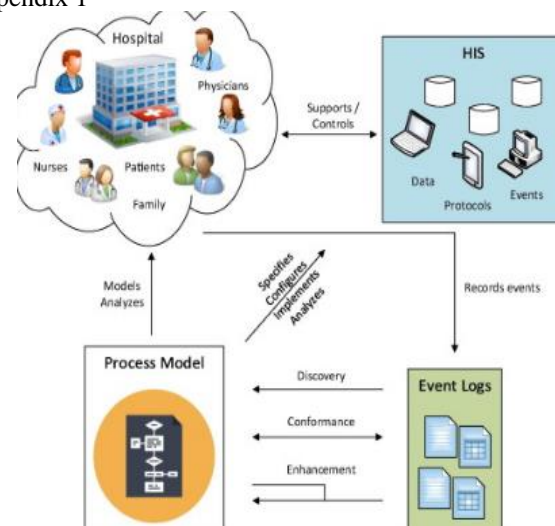 Hospital
Physicians
Nurses
Patients
Family
HIS
Supports /
Controls
Data
Protocols
Events
Models
Analyzes
Specifies
Configures
Implements
Analyzes
Records events
Process Model
Discovery
Conformance
Enhancement
Event Logs